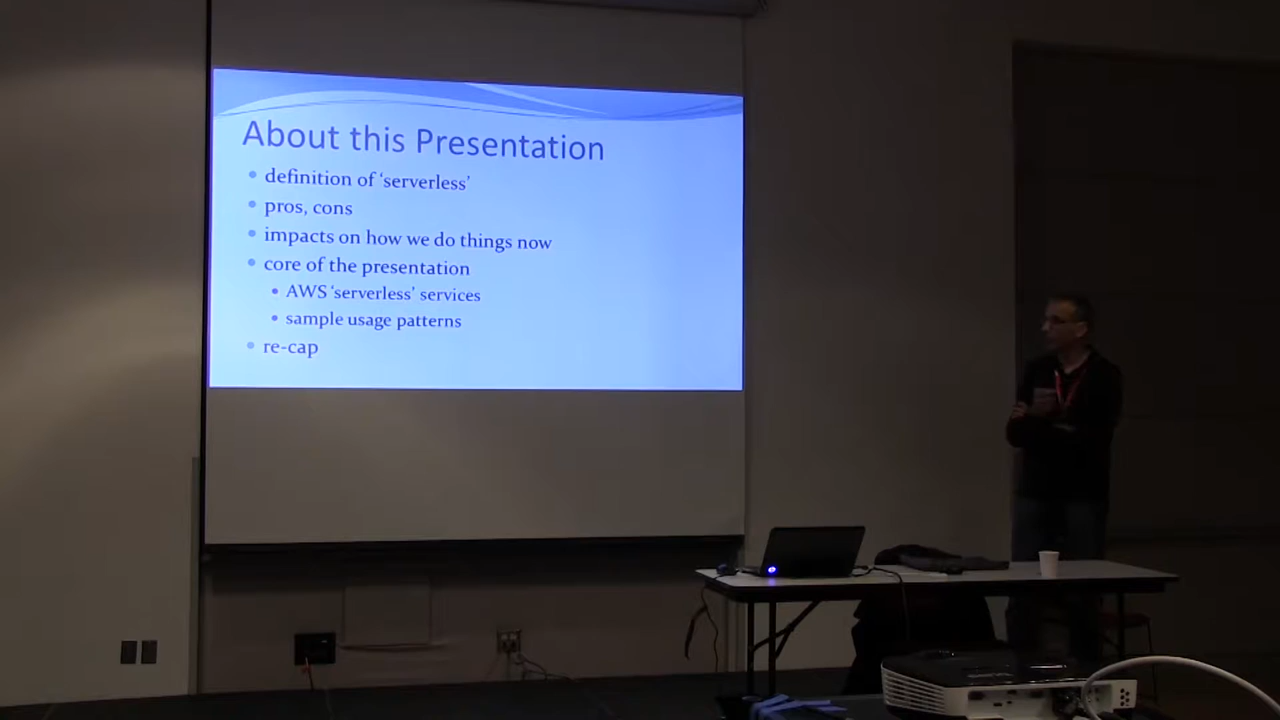 About this Presentation
definition of ‘serverless’
pros, cons
impacts on how we do things now
core of the presentation
AWS ‘serverless’ services
sample usage patterns
re-cap